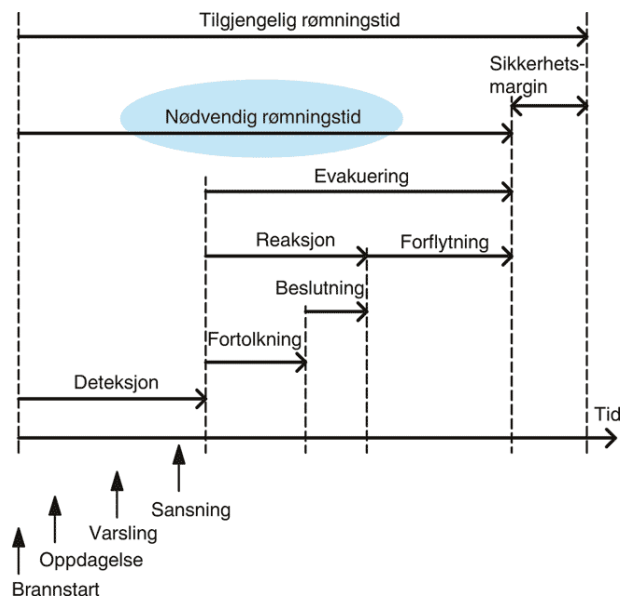 Tilgjengelig rømningstid
Sikkerhets-
margin
Nødvendig rømningstid
Evakuering
Reaksjon
Forflytning
Beslutning
Fortolkning
Deteksjon
Tid
Sansning
Varsling
Oppdagelse
Brannstart